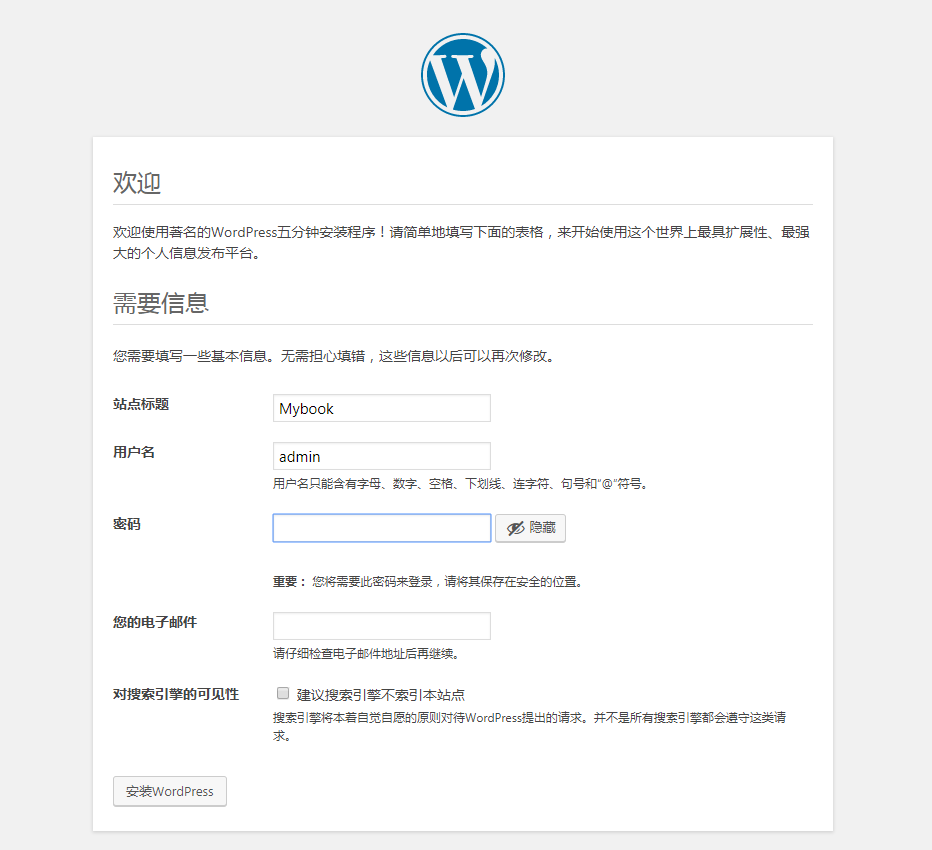 欢迎
欢迎使用著名的WordPress五分钟安装程序！请简单地填写下面的表格，来开始使用这个世界上最具扩展性、最强
大的个人信息发布平台。
需要信息
您需要填写一些基本信息。无需担心填错，这些信息以后可以再次修改。
站点标题
Mybook
用户名
admin
用户名只能含有字母、数字、空格、下划线、连字符、句号和“@”符号。
密码
隐藏
重要： 您将需要此密码来登录，请将其保存在安全的位置。
您的电子邮件
请仔细检查电子邮件地址后再继续。
对搜索引擎的可见性
建议搜索引擎不索引本站点
搜索引擎将本着自觉自愿的原则对待WordPress提出的请求。并不是所有搜索引擎都会遵守这类请
求。
安装WordPress